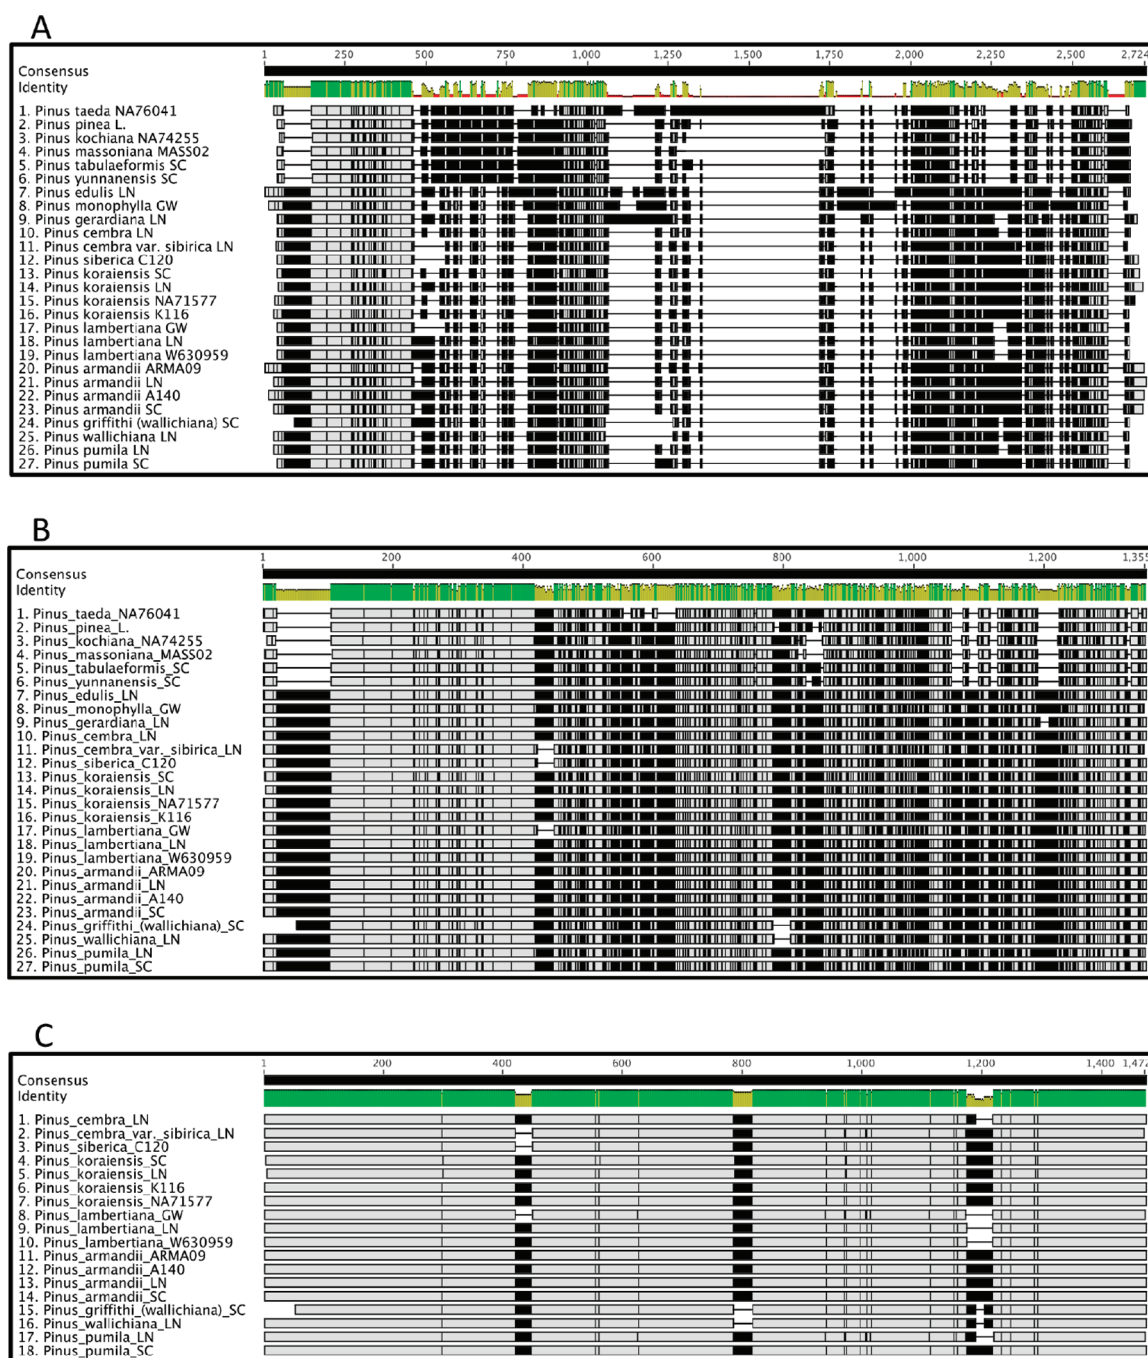 A
1 250 500 750 1,000 1,250 1,500 1,750 2,000 2,250 2,500 2,724
Consensus
Identity
1. Pinus taeda NA76041
2. Pinus pinea L.
3. Pinus kochiana NA74255
4. Pinus massoniana MASS02
5. Pinus tabulaeformis SC
6. Pinus yunnanensis SC
7. Pinus edulis LN
8. Pinus monophylla GW
9. Pinus gerardiana LN
10. Pinus cembra LN
11. Pinus cembra var. sibirica LN
12. Pinus siberica C120
13. Pinus koraiensis SC
14. Pinus koraiensis LN
15. Pinus koraiensis NA71577
16. Pinus koraiensis K116
17. Pinus lambertiana GW
18. Pinus lambertiana LN
19. Pinus lambertiana W630959
20. Pinus armandii ARMA09
21. Pinus armandii LN
22. Pinus armandii A140
23. Pinus armandii SC
24. Pinus griffithi (wallichiana) SC
25. Pinus wallichiana LN
26. Pinus pumila LN
27. Pinus pumila SC
B
1 200 400 600 800 1,000 1,200 1,355
Consensus
Identity
1. Pinus_taeda_NA76041
2. Pinus_pinea_L.
3. Pinus_kochiana_NA74255
4. Pinus_massoniana_MASS02
5. Pinus_tabulaeformis_SC
6. Pinus_yunnanensis_SC
7. Pinus_edulis_LN
8. Pinus_monophylla_GW
9. Pinus_gerardiana_LN
10. Pinus_cembra_LN
11. Pinus_cembra_var._sibirica_LN
12. Pinus_siberica_C120
13. Pinus_koraiensis_SC
14. Pinus_koraiensis_LN
15. Pinus_koraiensis_NA71577
16. Pinus_koraiensis_K116
17. Pinus_lambertiana_GW
18. Pinus_lambertiana_LN
19. Pinus_lambertiana_W630959
20. Pinus_armandii_ARMA09
21. Pinus_armandii_LN
22. Pinus_armandii_A140
23. Pinus_armandii_SC
24. Pinus_griffithi_(wallichiana)_SC
25. Pinus_wallichiana_LN
26. Pinus_pumila_LN
27. Pinus_pumila_SC
C
1 200 400 600 800 1,000 1,200 1,400
Consensus
Identity
1. Pinus_cembra_LN
2. Pinus_cembra_var._sibirica_LN
3. Pinus_siberica_C120
4. Pinus_koraiensis_SC
5. Pinus_koraiensis_LN
6. Pinus_koraiensis_K116
7. Pinus_koraiensis_NA71577
8. Pinus_lambertiana_GW
9. Pinus_lambertiana_LN
10. Pinus_lambertiana_W630959
11. Pinus_armandii_ARMA09
12. Pinus_armandii_A140
13. Pinus_armandii_LN
14. Pinus_armandii_SC
15. Pinus_griffithi_(wallichiana)_SC
16. Pinus_wallichiana_LN
17. Pinus_pumila_LN
18. Pinus_pumila_SC